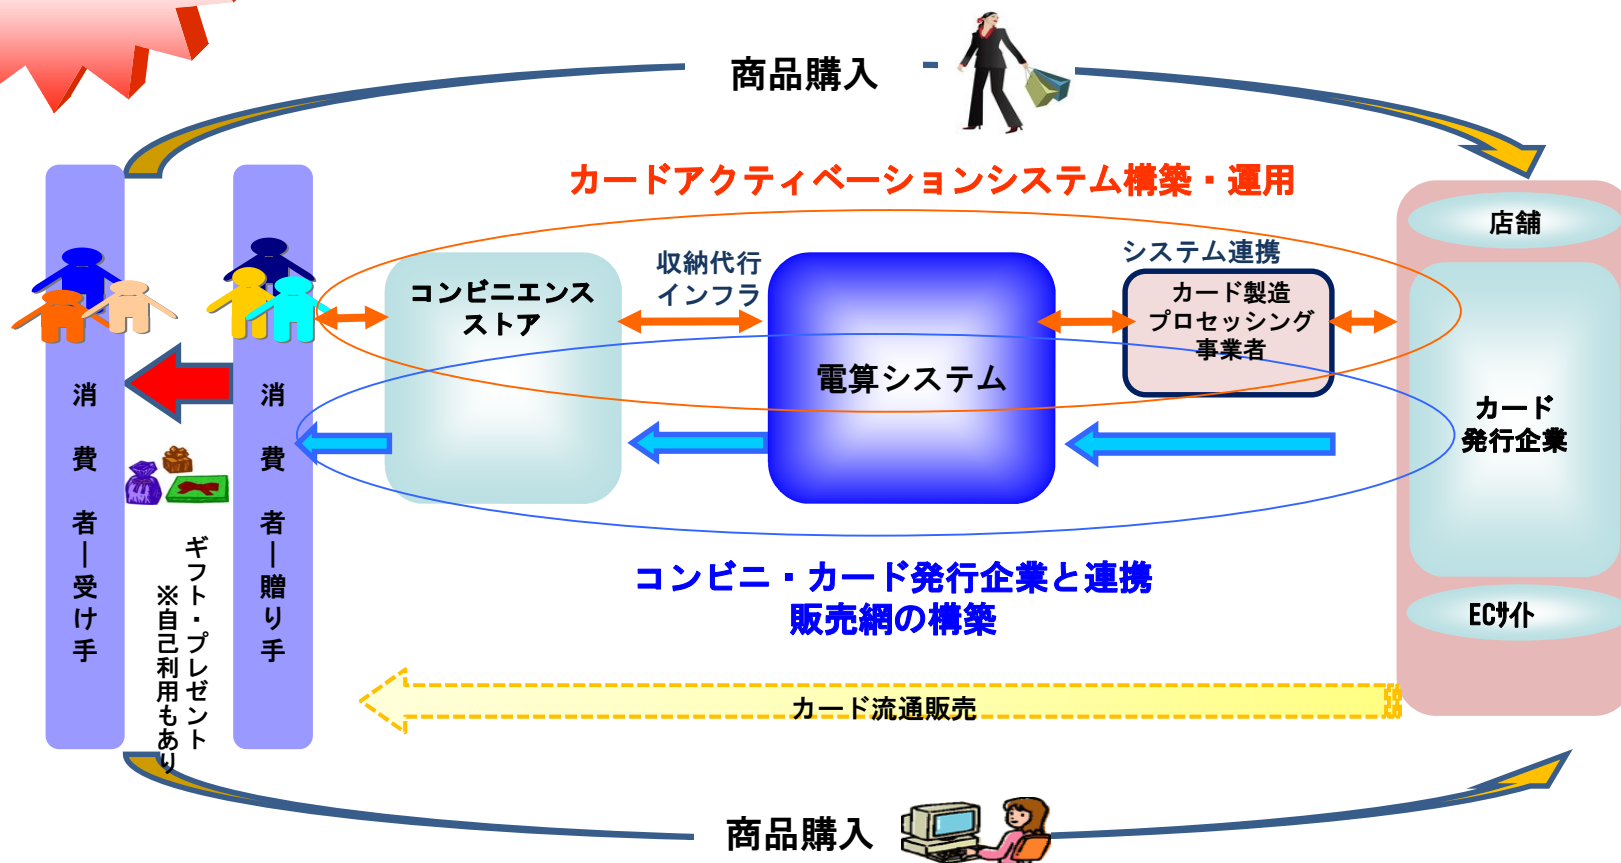 商品購入
カードアクティベーションシステム構築・運用
店舗
システム連携
収納代行
インフラ
コンビニエンス
ストア
カード製造
プロセッシング
事業者
電算システム
カード
発行企業
消費者ー受け手
消費者ー贈り手
ギフト・プレゼント
※自己利用もあり
コンビニ・カード発行企業と連携
販売網の構築
ECサイト
カード流通販売
商品購入